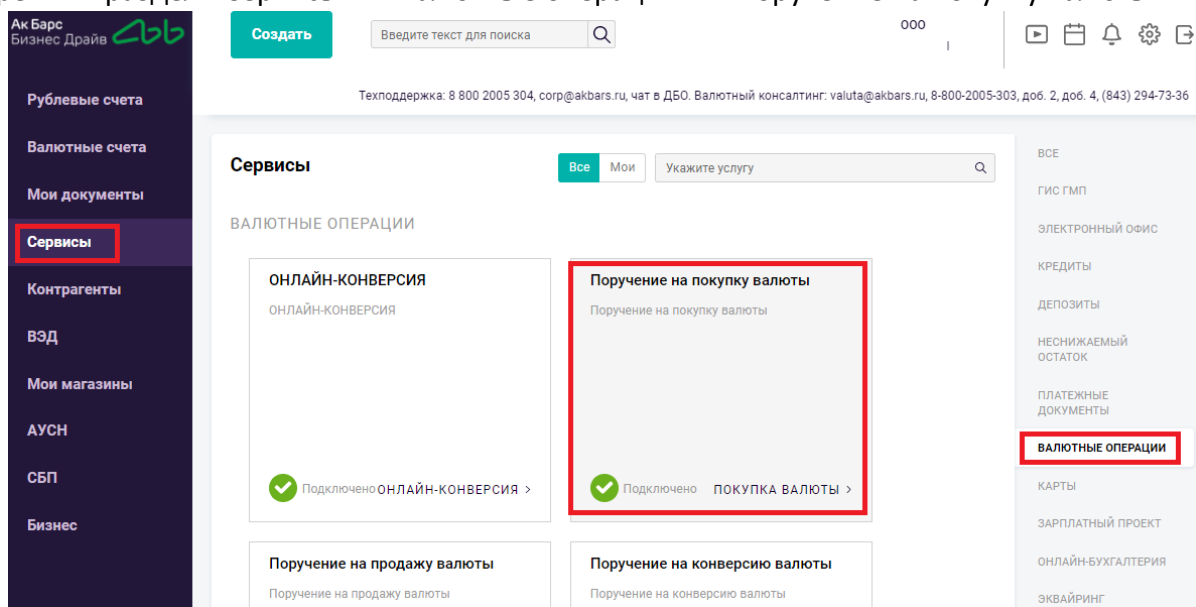 Ак Барс
Бизнес Драйв
Создать
Введите текст для поиска
ООО
Техподдержка: 8 800 2005 304, corp@akbars.ru, чат в ДБО. Валютный консалтинг: valuta@akbars.ru, 8-800-2005-303, доб. 2, доб. 4, (843) 294-73-36
Рублевые счета
Валютные счета
Мои документы
Сервисы
Контрагенты
ВЭД
Мои магазины
АУСН
СБП
Бизнес
Сервисы
Все Мои
Укажите услугу
ВАЛЮТНЫЕ ОПЕРАЦИИ
ОНЛАЙН-КОНВЕРСИЯ
ОНЛАЙН-КОНВЕРСИЯ
Подключено ОНЛАЙН-КОНВЕРСИЯ >
Поручение на покупку валюты
Поручение на покупку валюты
Подключено ПОКУПКА ВАЛЮТЫ >
Поручение на продажу валюты
Поручение на продажу валюты
Поручение на конверсию валюты
Поручение на конверсию валюты
ВСЕ
ГИС ГМП
ЭЛЕКТРОННЫЙ ОФИС
КРЕДИТЫ
ДЕПОЗИТЫ
НЕСНИЖАЕМЫЙ
ОСТАТОК
ПЛАТЕЖНЫЕ
ДОКУМЕНТЫ
ВАЛЮТНЫЕ ОПЕРАЦИИ
КАРТЫ
ЗАРПЛАТНЫЙ ПРОЕКТ
ОНЛАЙН-БУХГАЛТЕРИЯ
ЭКВАЙРИНГ